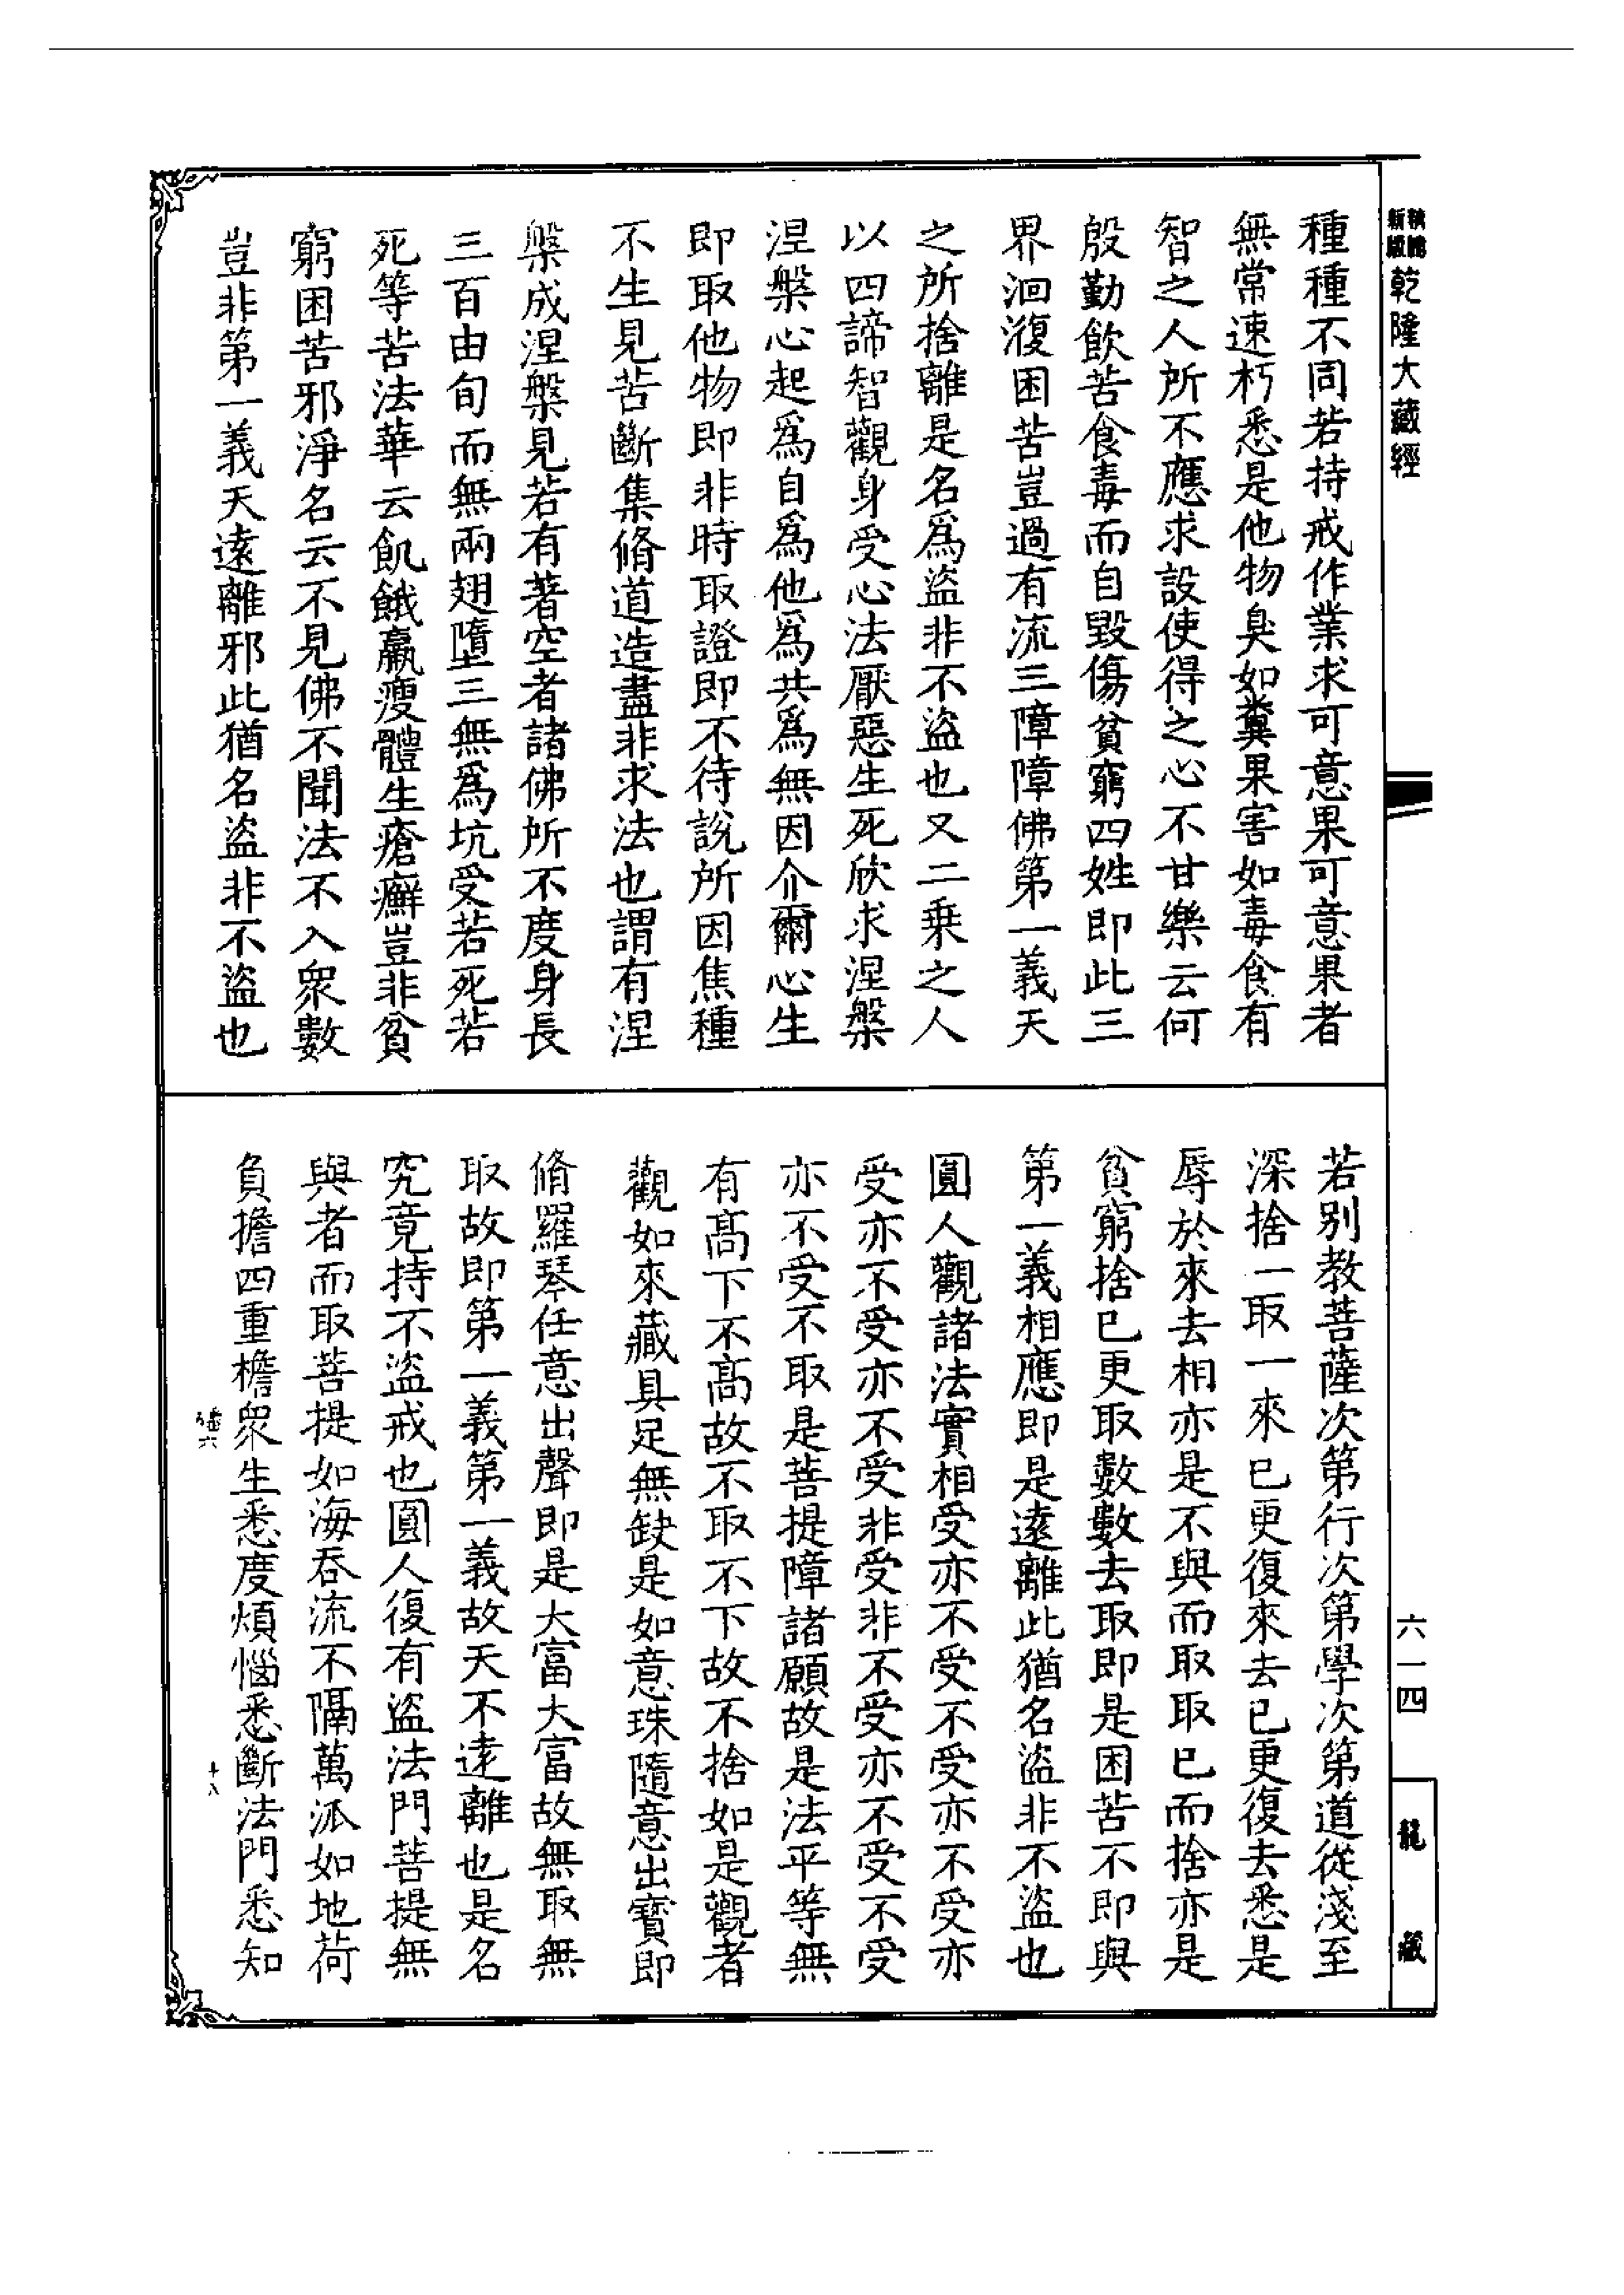 乾隆大藏經
種種不同若持戒作業求可意果可意果者
無常速朽悉是他物臭如糞果害如毒食有
智之人所不應求設使得之心不甘樂云何
殷勤飲苦食毒而自毀傷貧窮四姓即此三
界洄澓困苦豈過有流三障障佛第一義天
之所捨離是名爲盜非不盜也又二乗之人
以四諦智觀身受心法厭惡生死欣求涅槃
涅槃心起爲自爲他爲共爲無因介爾心生
即取他物即非時取證即不待說所因焦種
不生見苦斷集脩道造盡非求法也謂有涅
槃成涅槃見若有著空者諸佛所不度身長
三百由旬而無兩翅墮三無爲坑受若死若
死等苦法華云飢餓羸瘦體生瘡癬豈非貧
窮困苦邪淨名云不見佛不聞法不入衆數
豈非第一義天遠離邪此猶名盜非不盜也
若別教菩薩次第行次第學次第道從淺至
深捨一取一來已更復來去已更復去悉是
辱於來去相亦是不與而取取已而捨亦是
貧窮捨已更取數數去取即是困苦不即與
第一義相應即是遠離此猶名盜非不盜也
圓人觀諸法實相受亦不受不受亦不受亦
受亦不受亦不受非受非不受亦不受不受
亦不受不取是菩提障諸願故是法平等無
有髙下不髙故不取不下故不捨如是觀者
觀如來藏具足無缺是如意珠隨意出寳即
脩羅琴任意出聲即是大富大富故無取無
取故即第一義第一義故天不遠離也是名
究竟持不盜戒也圓人復有盜法門菩提無
與者而取菩提如海吞流不隔萬派如地荷
負擔四重檐衆生悉度煩惱悉斷法門悉知
六
十八
六一四
龍藏